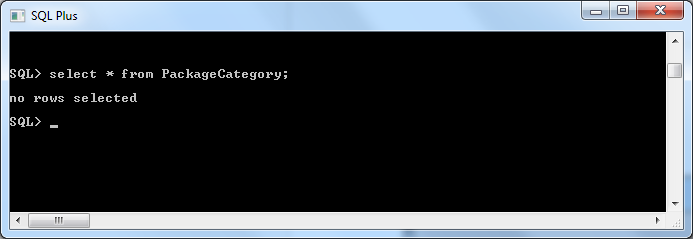 SQL Plus
SQL> select * from PackageCategory;
no rows selected
SQL> _